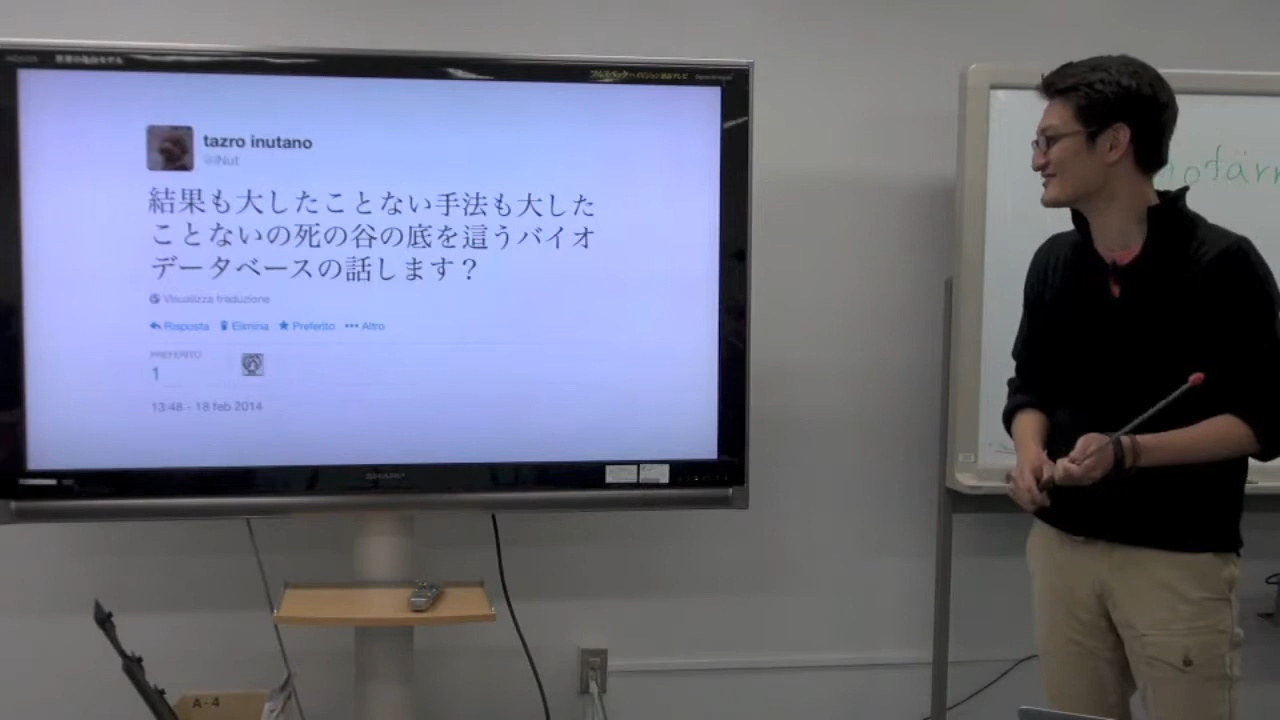 tazro inutano
@iNut
結果も大したことない手法も大した
ことないの死の谷の底を這うバイオ
データベースの話します？
Visualizza traduzione
Risposta Elimina Preferito Altro
PREFERITO
1
13:48 - 18 feb 2014
SHARP
A-4